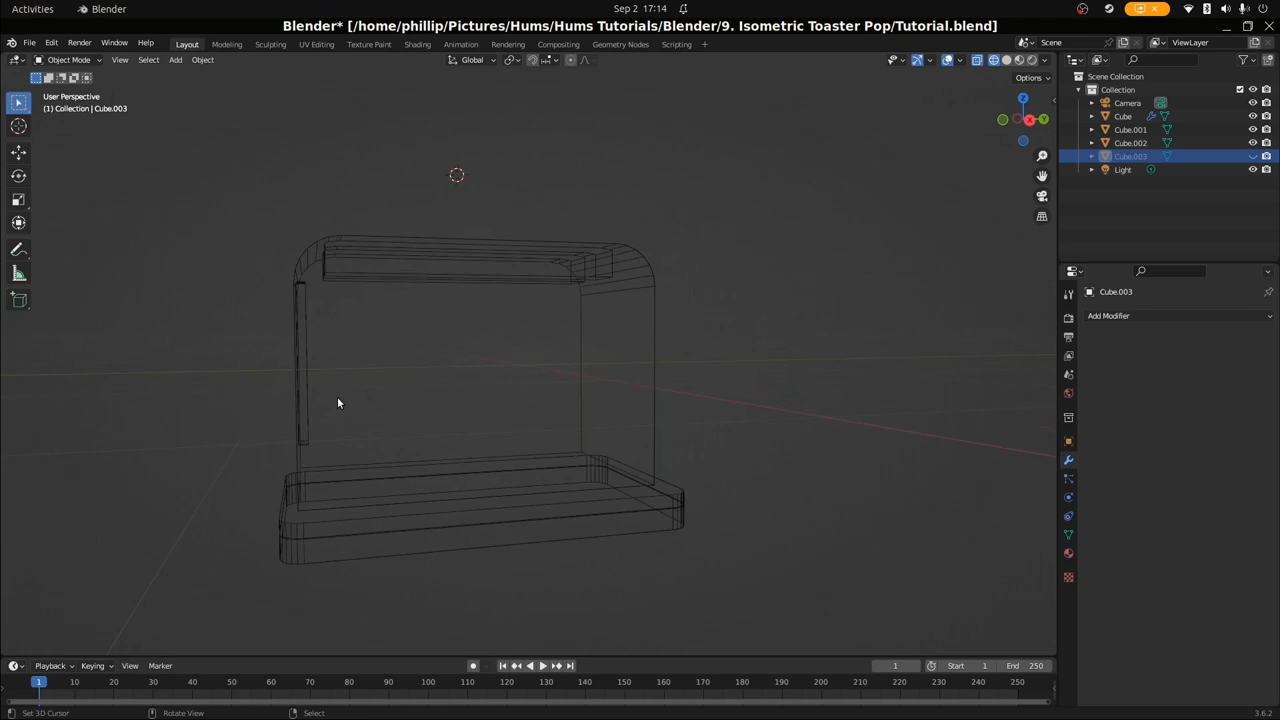 Activities Blender Sep 2 17:14
Blender* [/home/phillip/Pictures/Hums/Hums Tutorials/Blender/9. Isometric Toaster Pop/Tutorial.blend]
File Edit Render Window Help Layout Modeling Sculpting UV Editing Texture Paint Shading Animation Rendering Compositing Geometry Nodes Scripting + Scene ViewLayer
Object Mode View Select Add Object Global
Options
User Perspective
(1) Collection | Cube.003
Z
X
Y
Scene Collection
Collection
Camera
Cube
Cube.001
Cube.002
Cube.003
Light
Cube.003
Add Modifier
Playback Keying View Marker 1 Start 1 End 250
1 10 20 30 40 50 60 70 80 90 100 110 120 130 140 150 160 170 180 190 200 210 220 230 240 250
Set 3D Cursor Rotate View Select 3.6.2